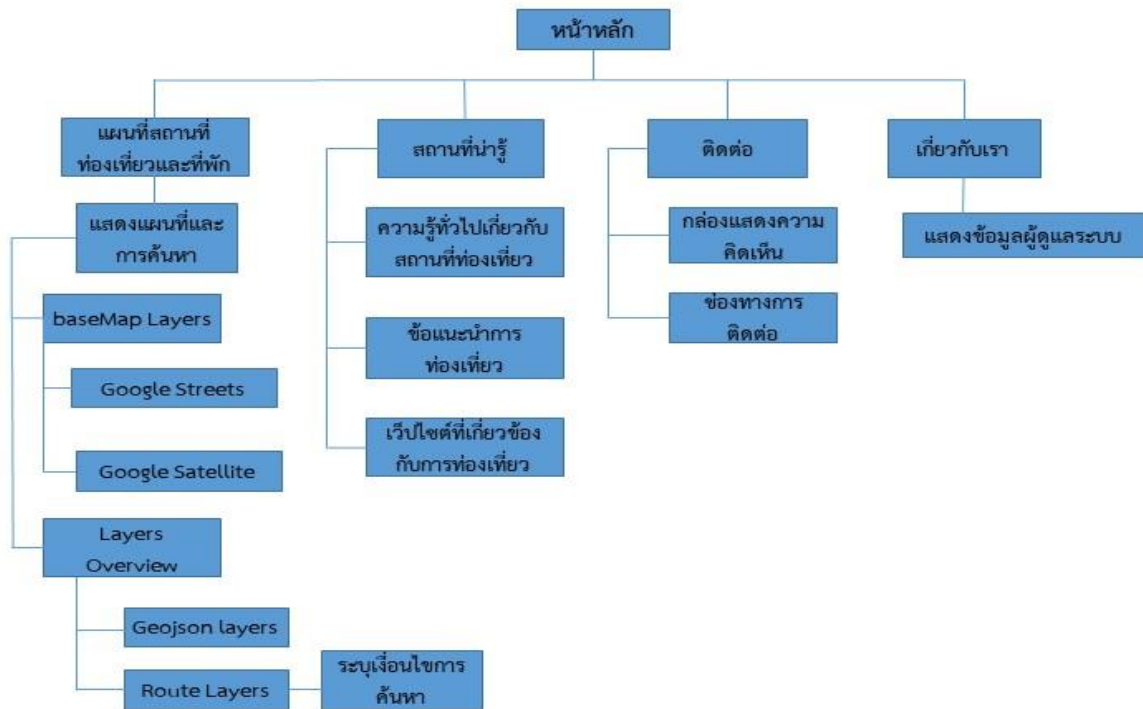 หน้าหลัก
แผนที่สถานที่
ท่องเที่ยวและที่พัก
สถานที่น่ารู้
ติดต่อ
เกี่ยวกับเรา
แสดงแผนที่และ
การค้นหา
ความรู้ทั่วไปเกี่ยวกับ
สถานที่ท่องเที่ยว
กล่องแสดงความ
คิดเห็น
แสดงข้อมูลผู้ดูแลระบบ
baseMap Layers
ข้อแนะนำการ
ท่องเที่ยว
ช่องทางการ
ติดต่อ
Google Streets
เว็ปไซต์ที่เกี่ยวข้อง
กับการท่องเที่ยว
Google Satellite
Layers
Overview
Geojson layers
Route Layers
ระบุเงื่อนไขการ
ค้นหา